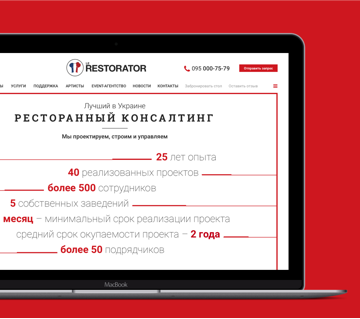 LE RESTORATOR
095 000-75-79
Отправить запрос
УСЛУГИ ПОДДЕРЖКА АРТИСТЫ EVENT-АГЕНТСТВО НОВОСТИ КОНТАКТЫ Забронировать стол Оставить отзыв
Лучший в Украине
РЕСТОРАННЫЙ КОНСАЛТИНГ
Мы проектируем, строим и управляем
25 лет опыта
40 реализованных проектов
более 500 сотрудников
5 собственных заведений
месяц – минимальный срок реализации проекта
средний срок окупаемости проекта – 2 года
более 50 подрядчиков
MacBook